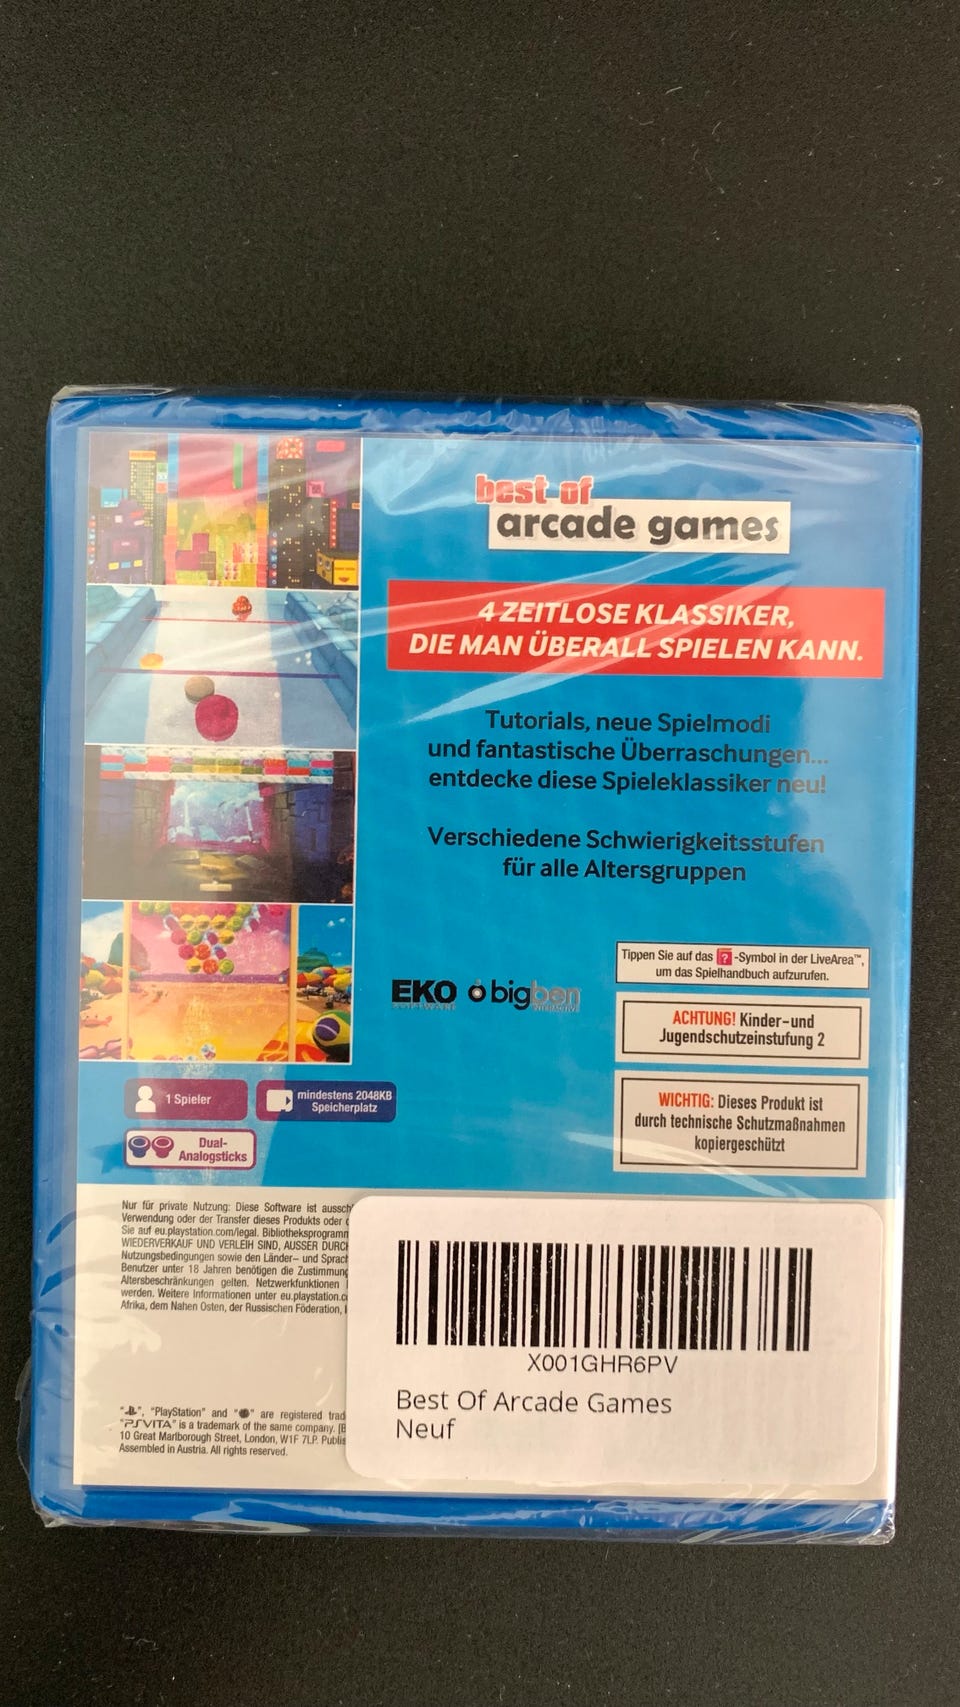 best of
arcade games
4 ZEITLOSE KLASSIKER,
DIE MAN ÜBERALL SPIELEN KANN.
Tutorials, neue Spielmodi
und fantastische Überraschungen...
entdecke diese Spieleklassiker neu!
Verschiedene Schwierigkeitsstufen
für alle Altersgruppen
EKO
SOFTWARE
bigben
INTERACTIVE
Tippen Sie auf das ?-Symbol in der LiveArea™,
um das Spielhandbuch aufzurufen.
ACHTUNG! Kinder-und
Jugendschutzeinstufung 2
WICHTIG: Dieses Produkt ist
durch technische Schutzmaßnahmen
kopiergeschützt
1 Spieler
mindestens 2048KB
Speicherplatz
Dual-
Analogsticks
Nur für private Nutzung: Diese Software ist aussch
Verwendung oder der Transfer dieses Produkts oder
Sie auf eu.playstation.com/legal. Bibliotheksprogramm
WIEDERVERKAUF UND VERLEIH SIND, AUSSER DURCH
Nutzungsbedingungen sowie den Länder- und Sprach
Benutzer unter 18 Jahren benötigen die Zustimmung
Altersbeschränkungen gelten. Netzwerkfunktionen
werden. Weitere Informationen unter eu.playstation.c
Afrika, dem Nahen Osten, der Russischen Föderation,
" ", "PlayStation" and " " are registered trad
"PSVITA" is a trademark of the same company. [B
10 Great Marlborough Street, London, W1F 7LP. Publis
Assembled in Austria. All rights reserved.
X001GHR6PV
Best Of Arcade Games
Neuf